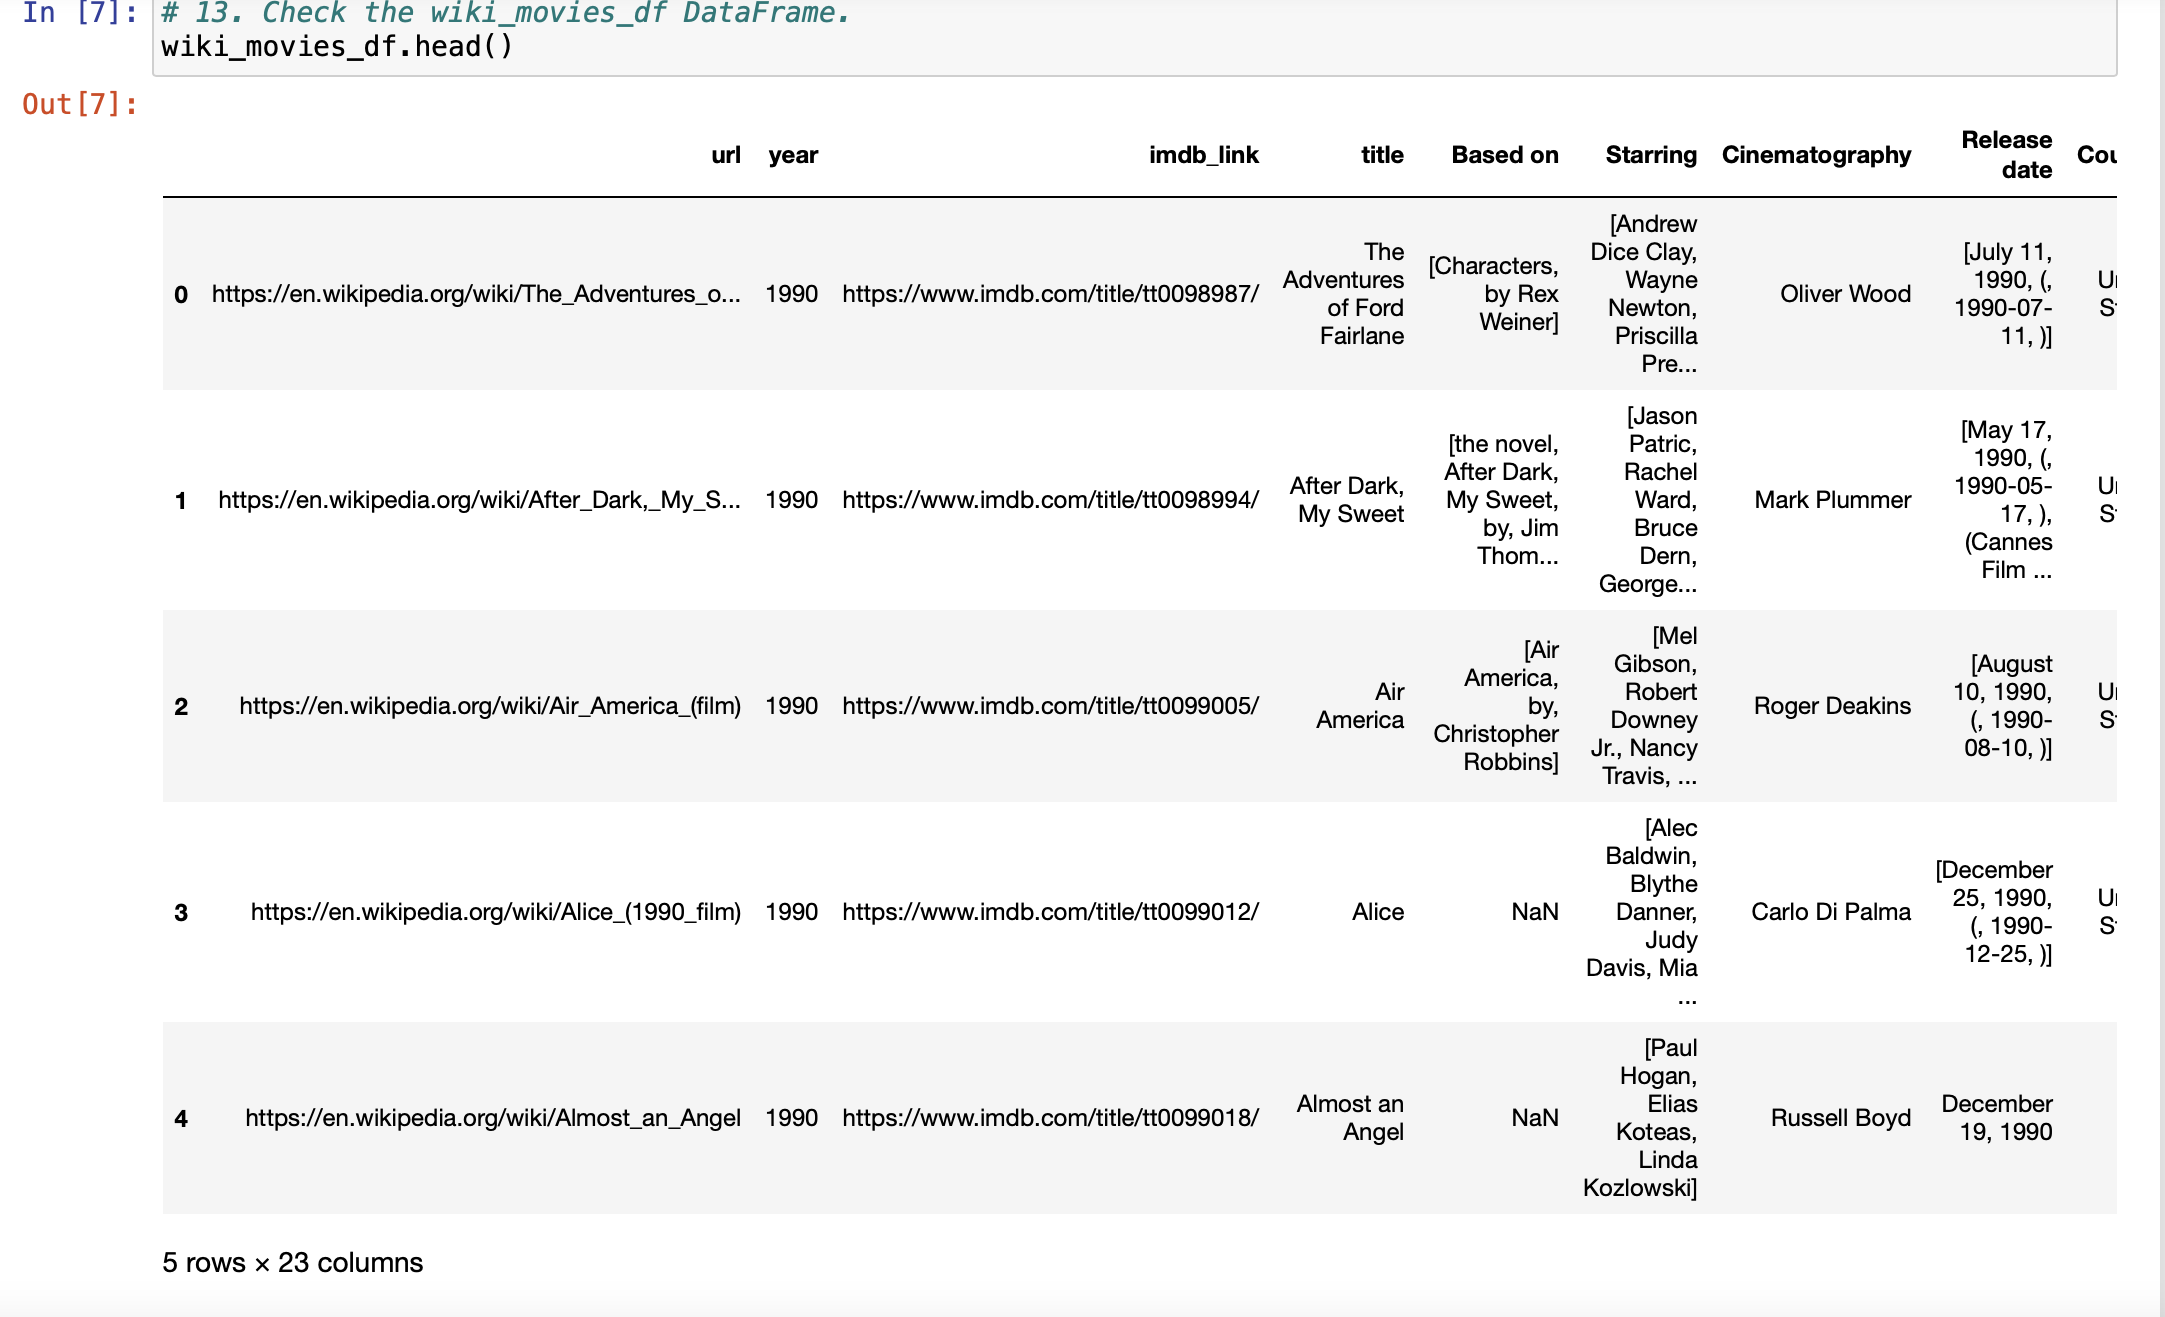 In [7]: # 13. Check the wiki_movies_df DataFrame.
wiki_movies_df.head()
Out[7]:
url year imdb_link title Based on Starring Cinematography Release date Cou
0 https://en.wikipedia.org/wiki/The_Adventures_o... 1990 https://www.imdb.com/title/tt0098987/ The Adventures of Ford Fairlane [Characters, by Rex Weiner] [Andrew Dice Clay, Wayne Newton, Priscilla Pre... Oliver Wood [July 11, 1990, (, 1990-07-11, )]
1 https://en.wikipedia.org/wiki/After_Dark,_My_S... 1990 https://www.imdb.com/title/tt0098994/ After Dark, My Sweet [the novel, After Dark, My Sweet, by, Jim Thom... [Jason Patric, Rachel Ward, Bruce Dern, George... Mark Plummer [May 17, 1990, (, 1990-05-17, ), (Cannes Film ...
2 https://en.wikipedia.org/wiki/Air_America_(film) 1990 https://www.imdb.com/title/tt0099005/ Air America [Air America, by, Christopher Robbins] [Mel Gibson, Robert Downey Jr., Nancy Travis, ... Roger Deakins [August 10, 1990, (, 1990-08-10, )]
3 https://en.wikipedia.org/wiki/Alice_(1990_film) 1990 https://www.imdb.com/title/tt0099012/ Alice NaN [Alec Baldwin, Blythe Danner, Judy Davis, Mia ... Carlo Di Palma [December 25, 1990, (, 1990-12-25, )]
4 https://en.wikipedia.org/wiki/Almost_an_Angel 1990 https://www.imdb.com/title/tt0099018/ Almost an Angel NaN [Paul Hogan, Elias Koteas, Linda Kozlowski] Russell Boyd December 19, 1990
5 rows × 23 columns